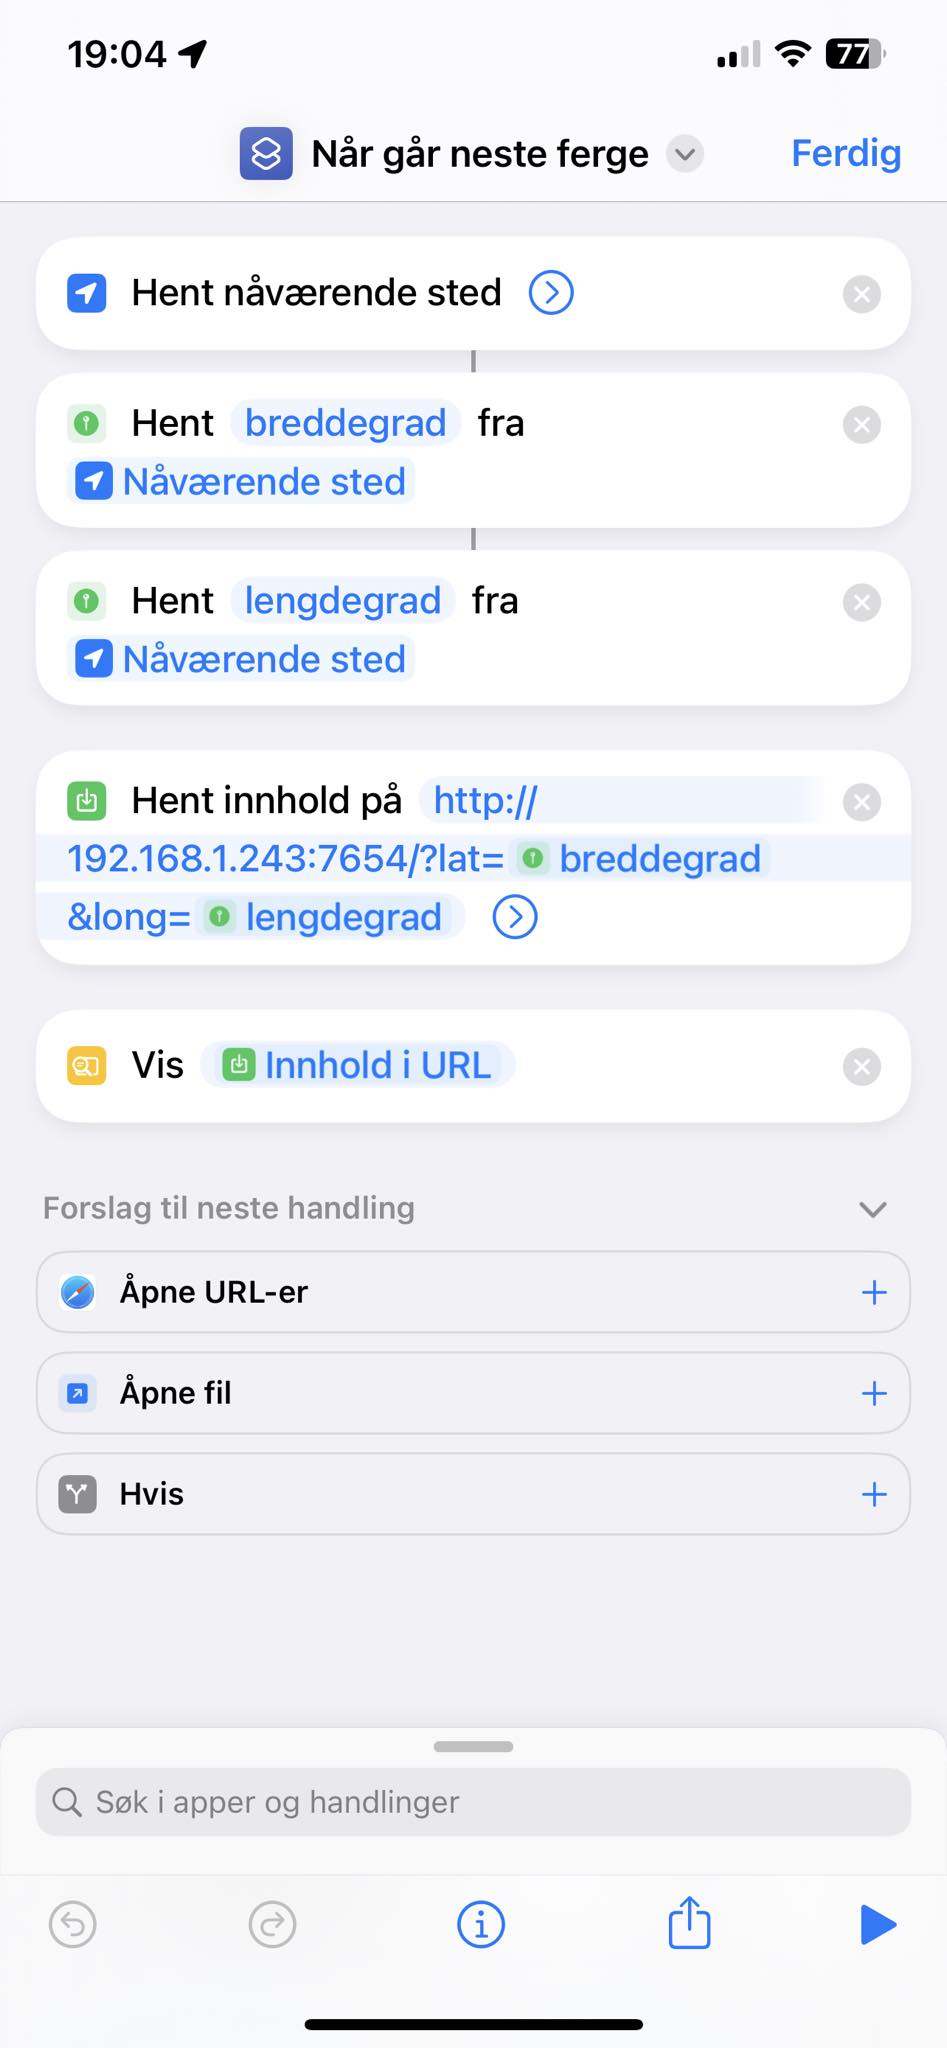 19:04
77
Når går neste ferge
Ferdig
Hent nåværende sted
Hent breddegrad fra
Nåværende sted
Hent lengdegrad fra
Nåværende sted
Hent innhold på http://
192.168.1.243:7654/?lat= breddegrad
&long= lengdegrad
Vis Innhold i URL
Forslag til neste handling
Åpne URL-er
Åpne fil
Hvis
Søk i apper og handlinger